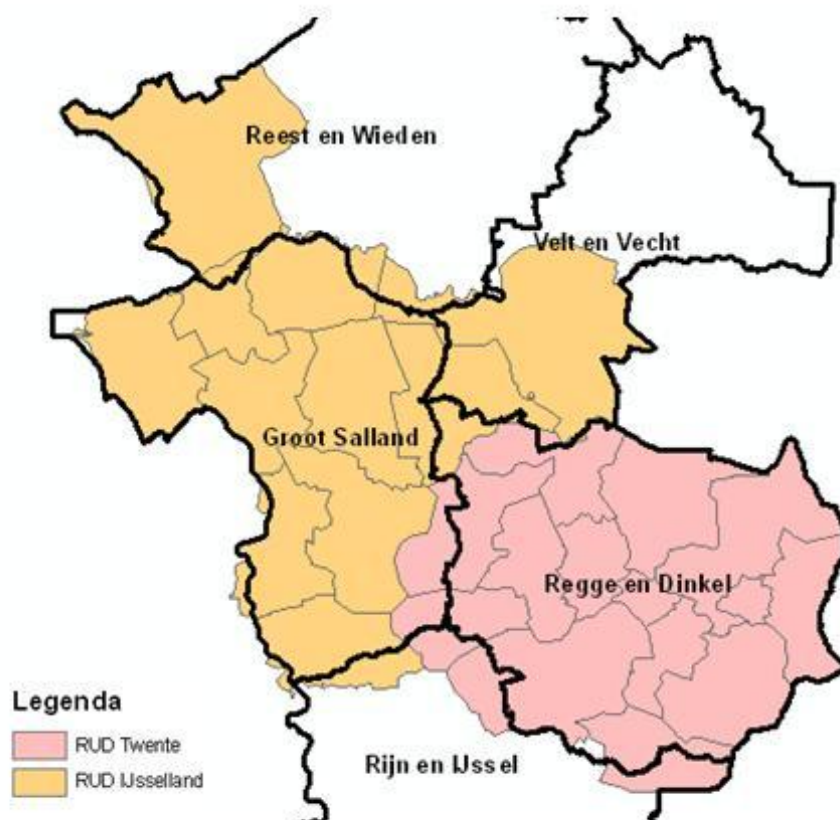 Reest en Wieden
Velt en Vecht
Groot Salland
Regge en Dinkel
Legenda
RUD Twente
RUD IJsselland
Rijn en IJssel